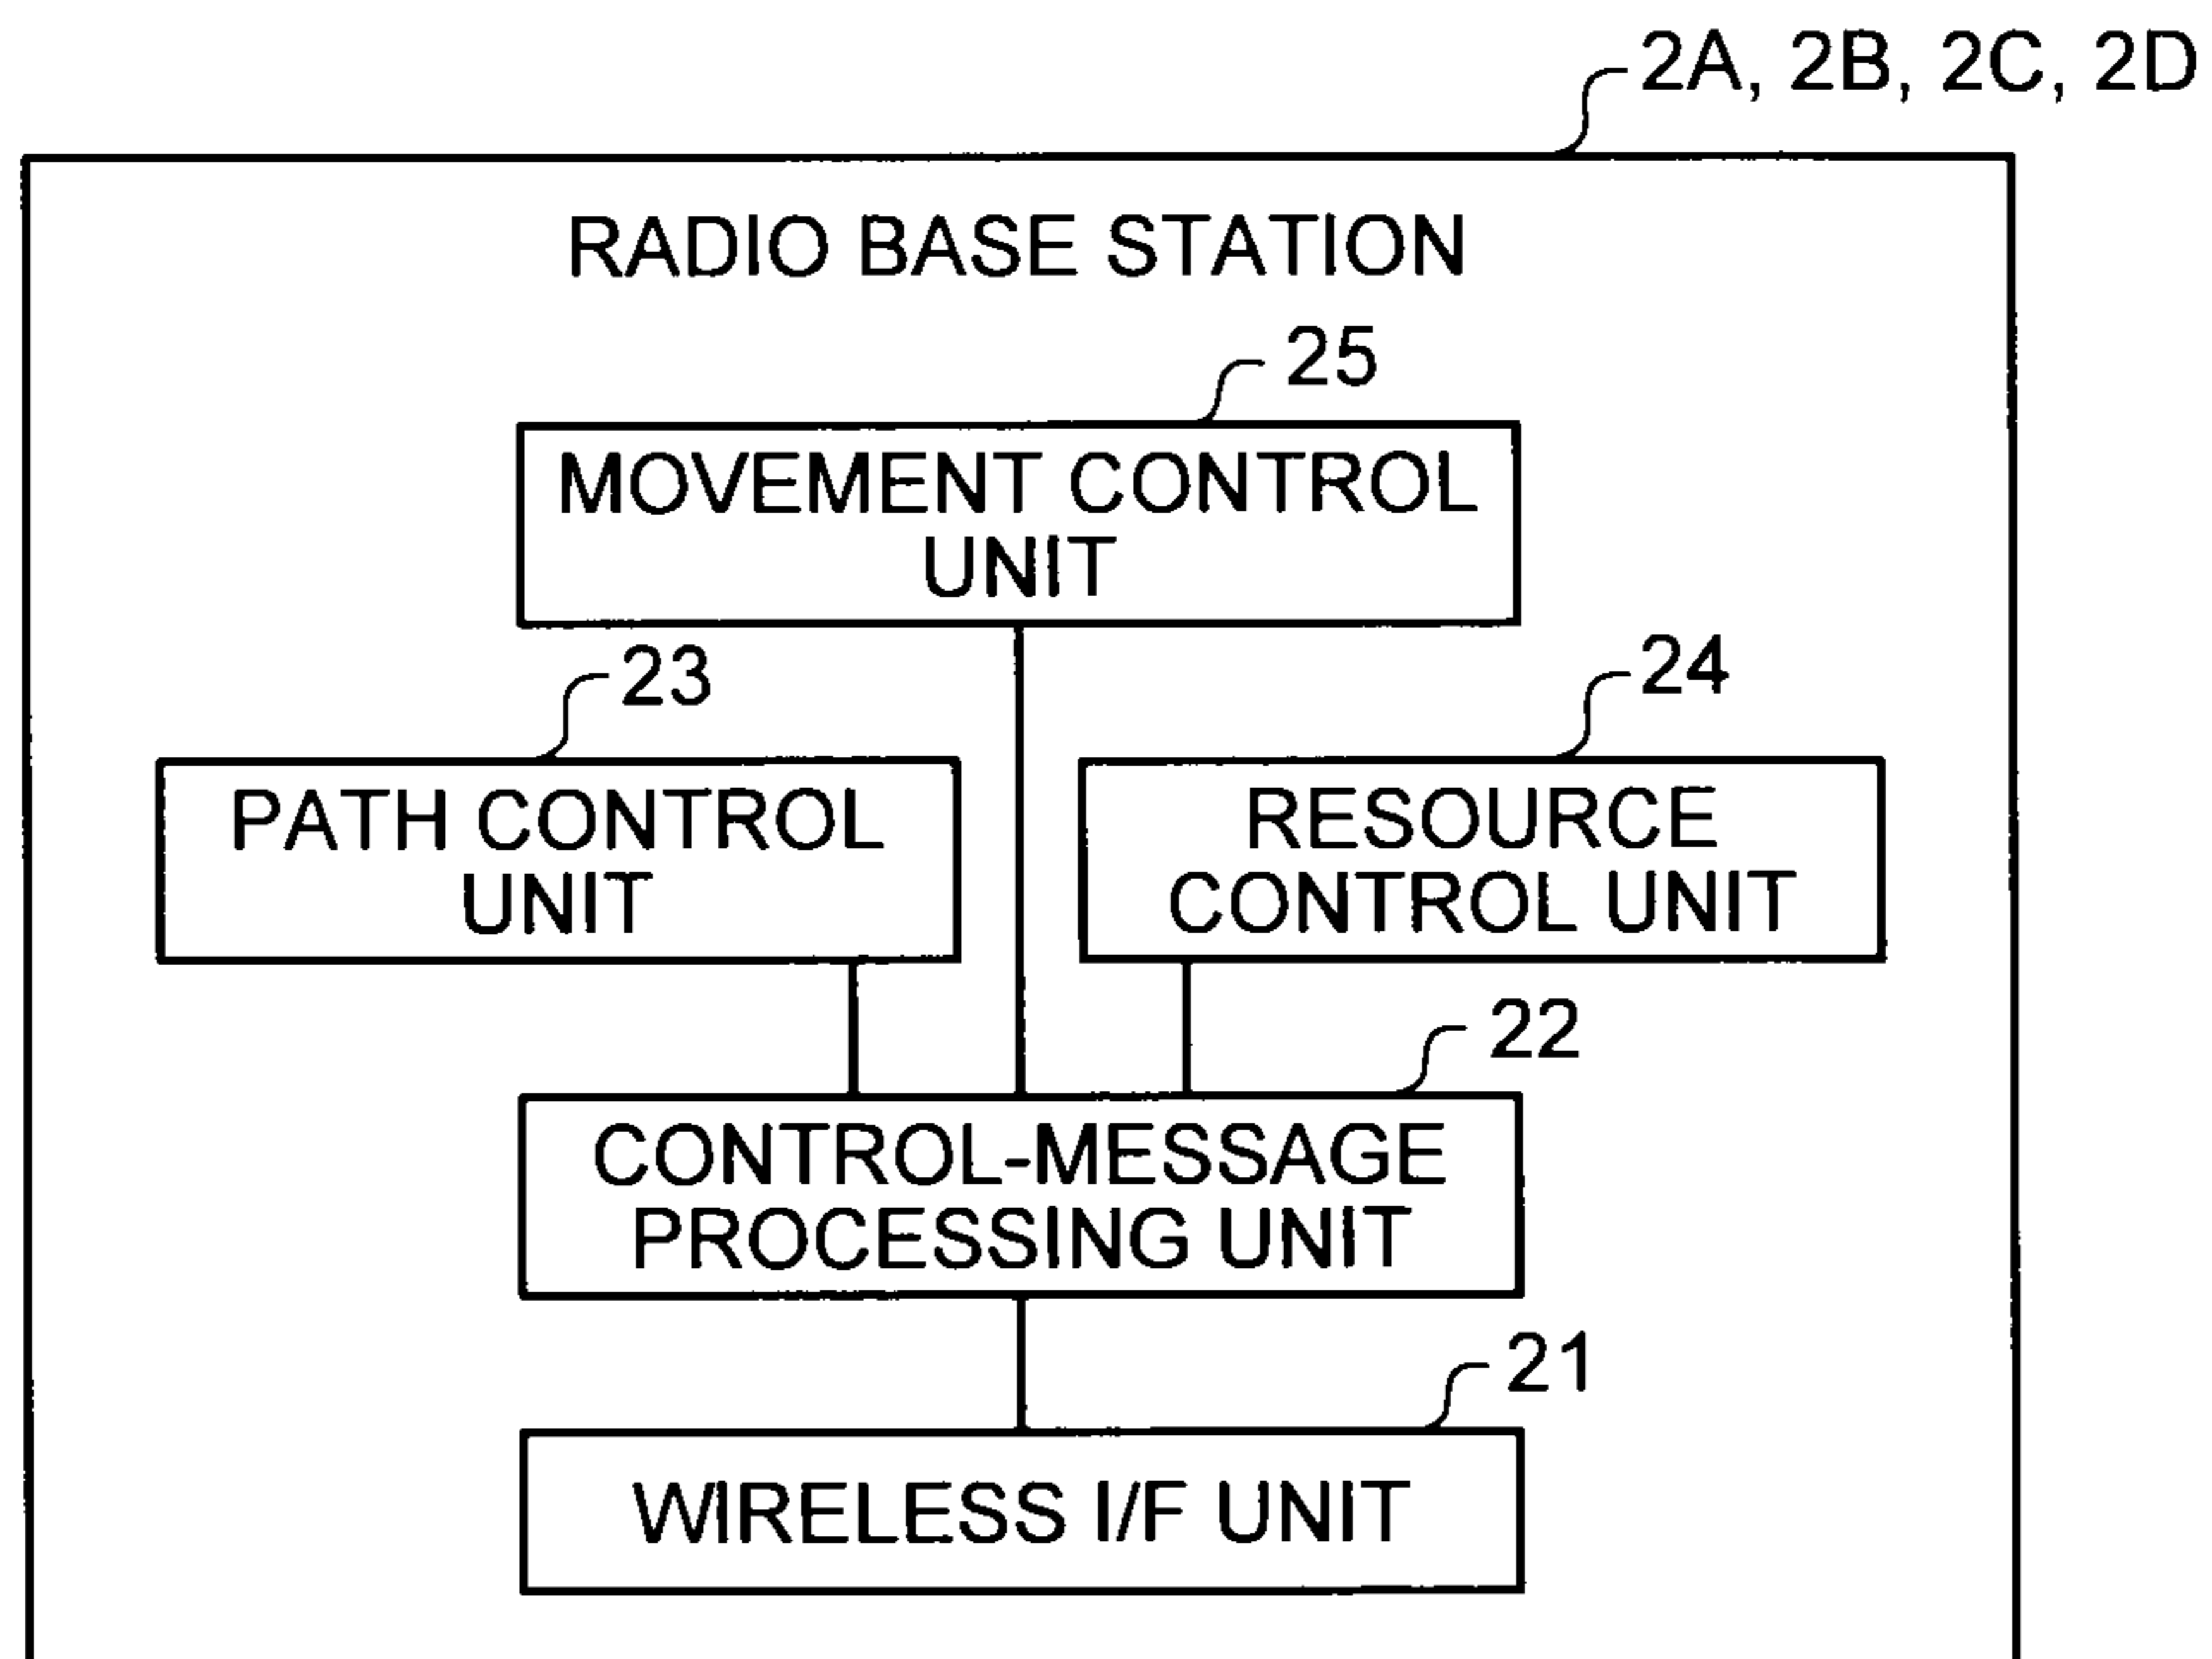 2A, 2B, 2C, 2D
RADIO BASE STATION
25
MOVEMENT CONTROL
UNIT
23
PATH CONTROL
UNIT
24
RESOURCE
CONTROL UNIT
22
CONTROL-MESSAGE
PROCESSING UNIT
21
WIRELESS I/F UNIT